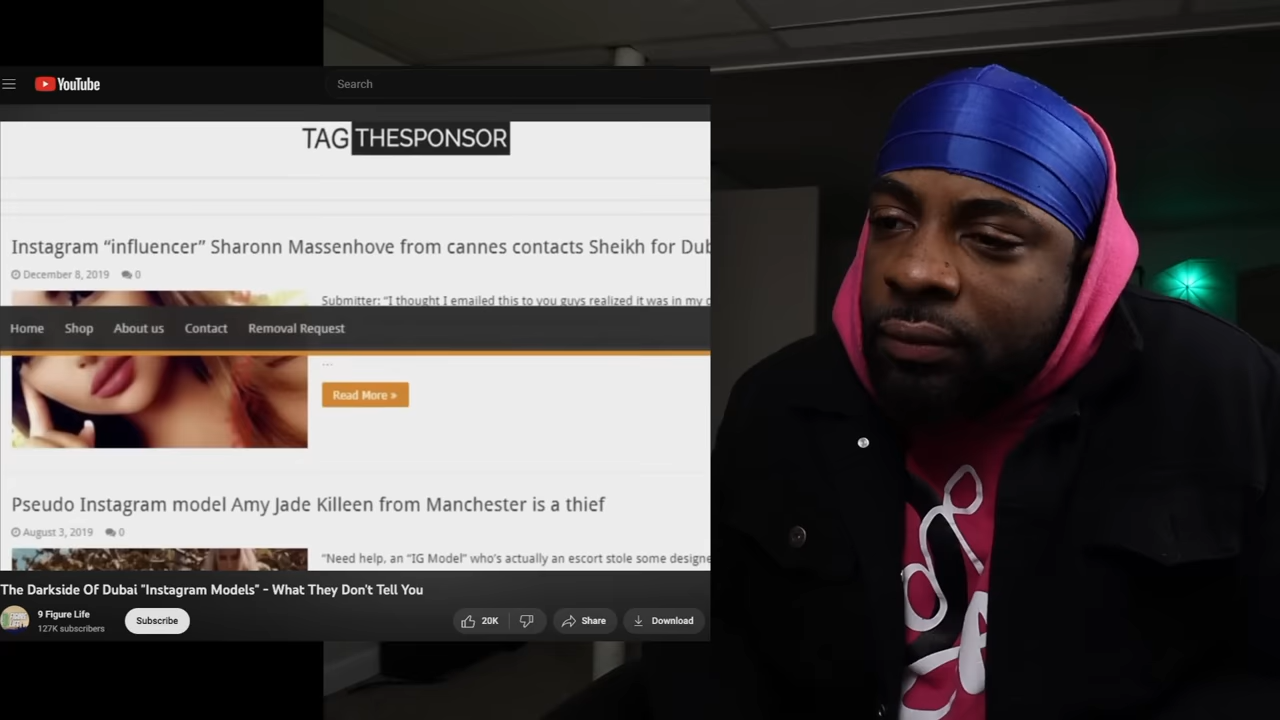 YouTube
Search
TAG THESPONSOR
Instagram “influencer” Sharonn Massenhove from cannes contacts Sheikh for Dub
December 8, 2019 0
Submitter: “I thought I emailed this to you guys realized it was in my
Home Shop About us Contact Removal Request
...
Read More »
Pseudo Instagram model Amy Jade Killeen from Manchester is a thief
August 3, 2019 0
“Need help, an “IG Model” who's actually an escort stole some designe
The Darkside Of Dubai "Instagram Models" - What They Don't Tell You
9 Figure Life
127K subscribers
Subscribe
20K
Share
Download